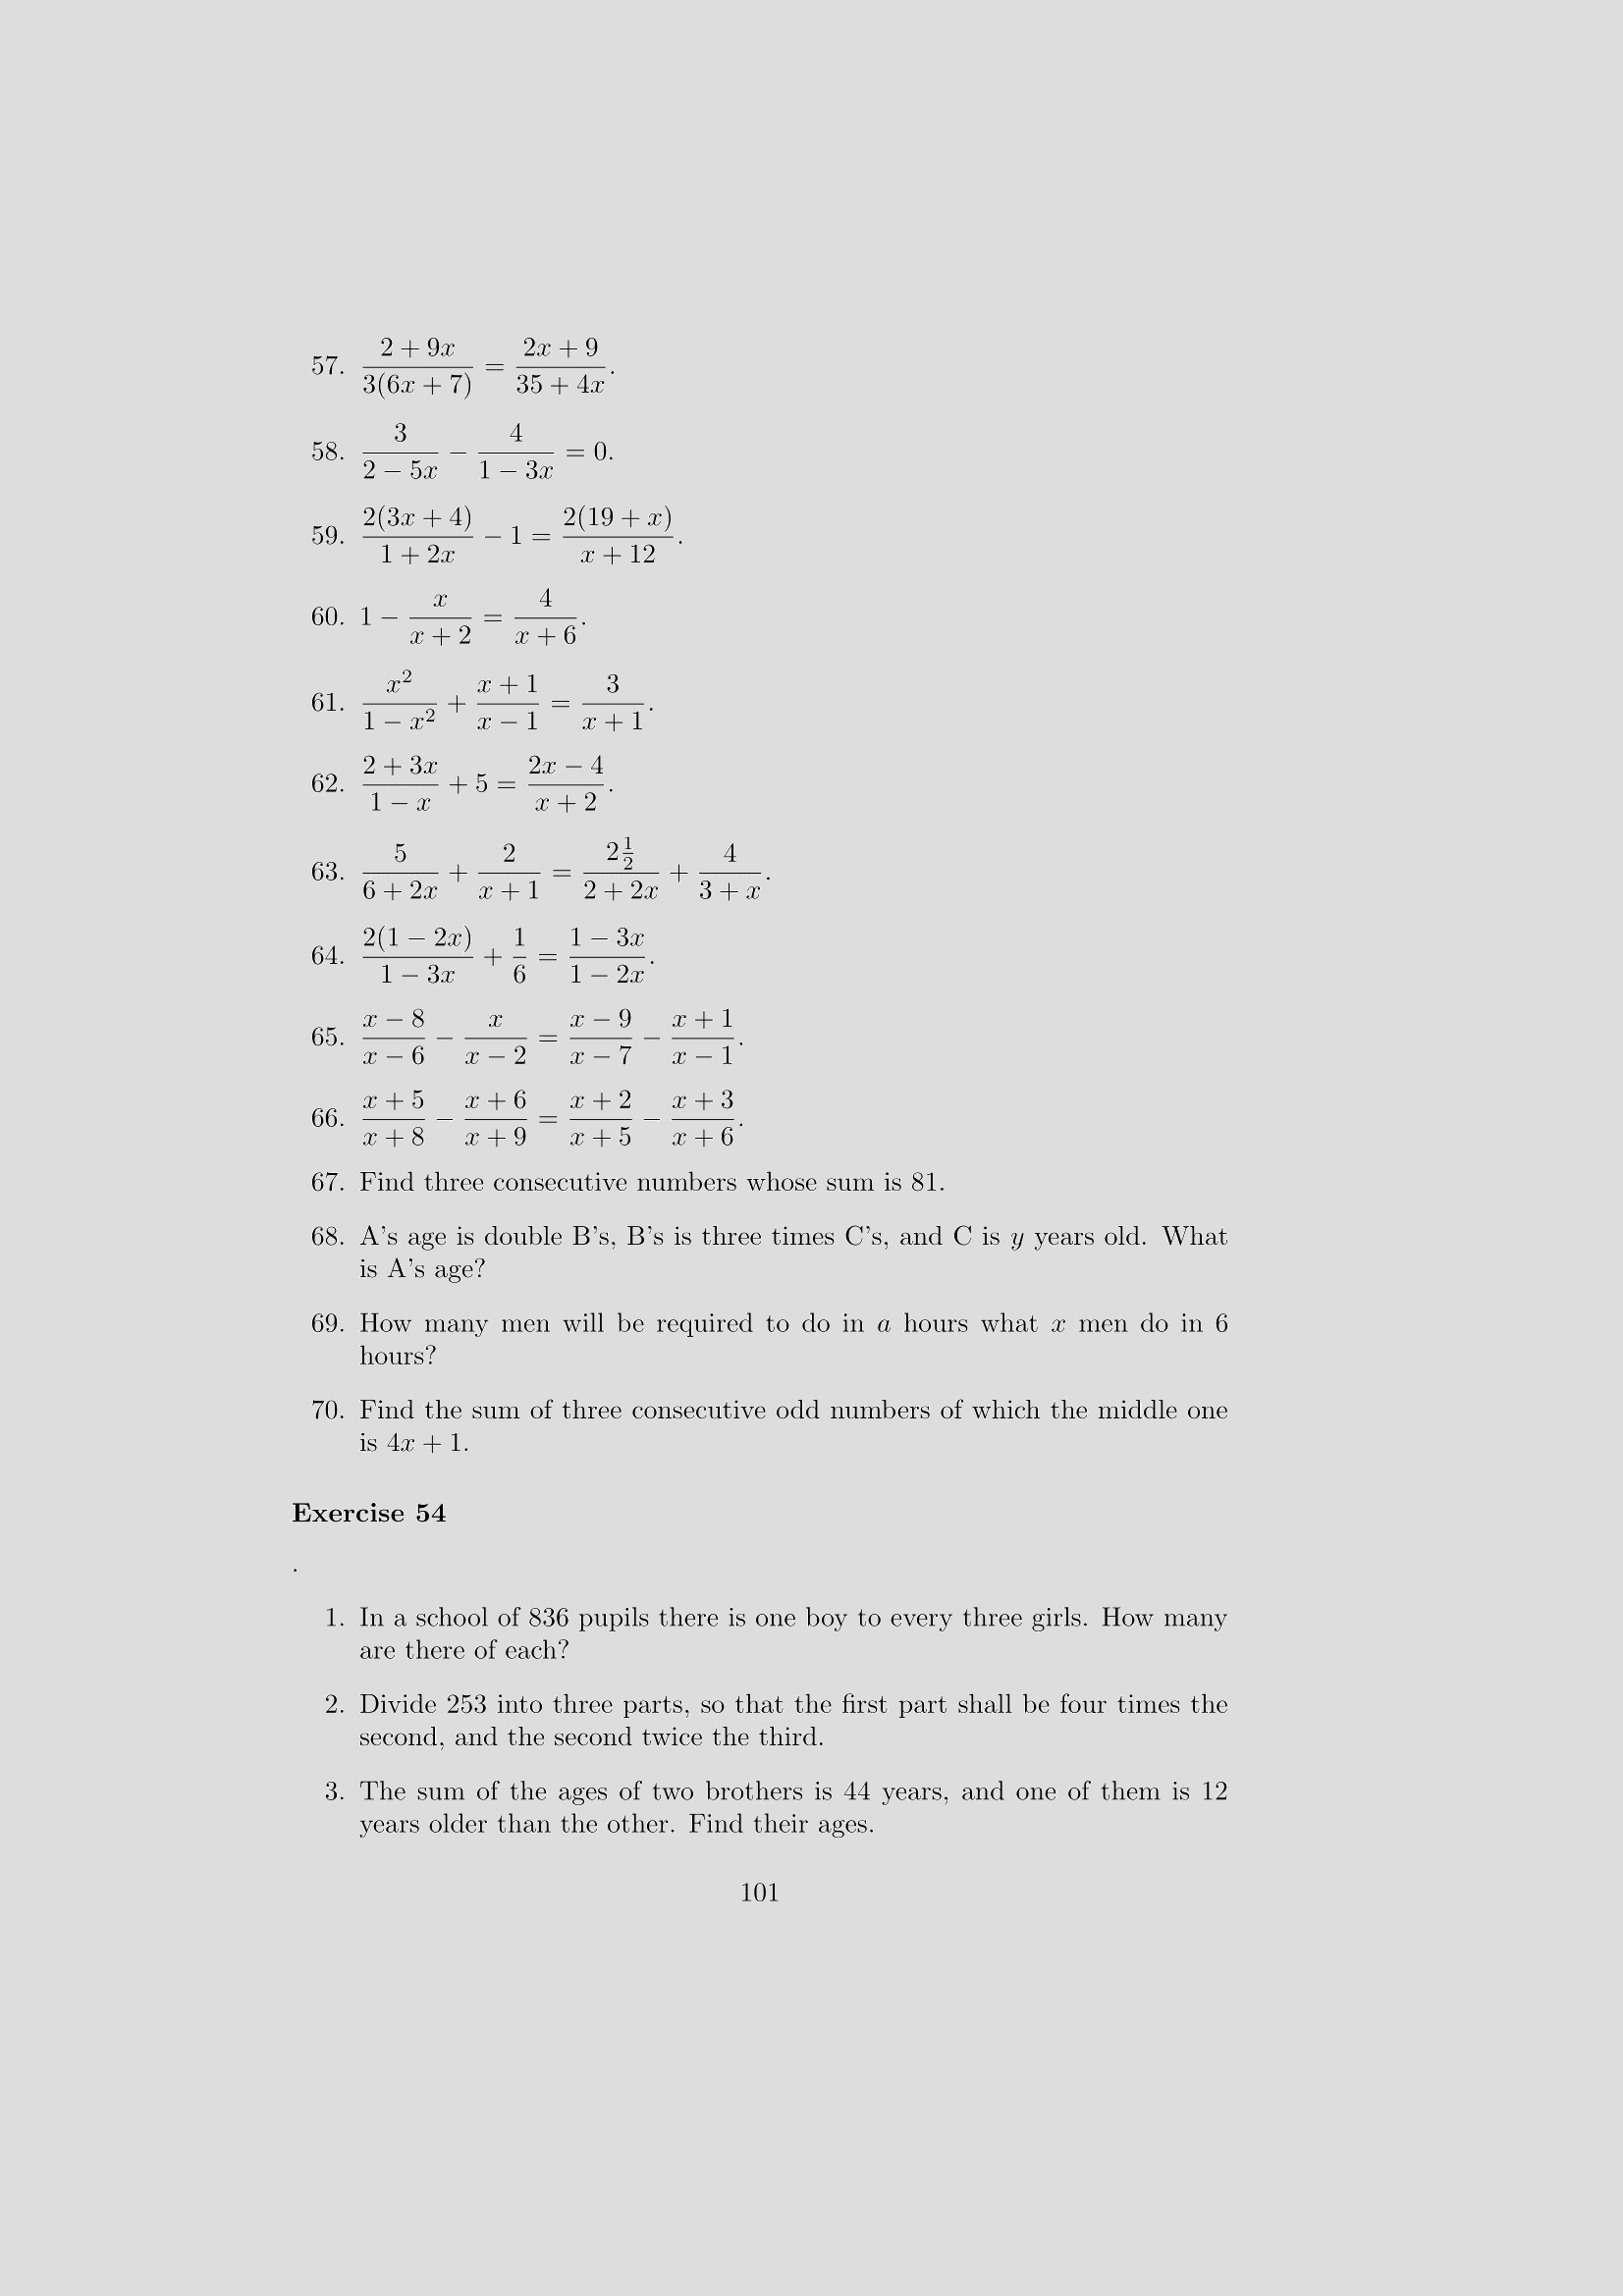 57. \frac{2 + 9x}{3(6x + 7)} = \frac{2x + 9}{35 + 4x}.
58. \frac{3}{2 - 5x} - \frac{4}{1 - 3x} = 0.
59. \frac{2(3x + 4)}{1 + 2x} - 1 = \frac{2(19 + x)}{x + 12}.
60. 1 - \frac{x}{x + 2} = \frac{4}{x + 6}.
61. \frac{x^2}{1 - x^2} + \frac{x + 1}{x - 1} = \frac{3}{x + 1}.
62. \frac{2 + 3x}{1 - x} + 5 = \frac{2x - 4}{x + 2}.
63. \frac{5}{6 + 2x} + \frac{2}{x + 1} = \frac{2\frac{1}{2}}{2 + 2x} + \frac{4}{3 + x}.
64. \frac{2(1 - 2x)}{1 - 3x} + \frac{1}{6} = \frac{1 - 3x}{1 - 2x}.
65. \frac{x - 8}{x - 6} - \frac{x}{x - 2} = \frac{x - 9}{x - 7} - \frac{x + 1}{x - 1}.
66. \frac{x + 5}{x + 8} - \frac{x + 6}{x + 9} = \frac{x + 2}{x + 5} - \frac{x + 3}{x + 6}.
67. Find three consecutive numbers whose sum is 81.
68. A's age is double B's, B's is three times C's, and C is y years old. What
is A's age?
69. How many men will be required to do in a hours what x men do in 6
hours?
70. Find the sum of three consecutive odd numbers of which the middle one
is 4x + 1.
Exercise 54
.
1. In a school of 836 pupils there is one boy to every three girls. How many
are there of each?
2. Divide 253 into three parts, so that the first part shall be four times the
second, and the second twice the third.
3. The sum of the ages of two brothers is 44 years, and one of them is 12
years older than the other. Find their ages.
101